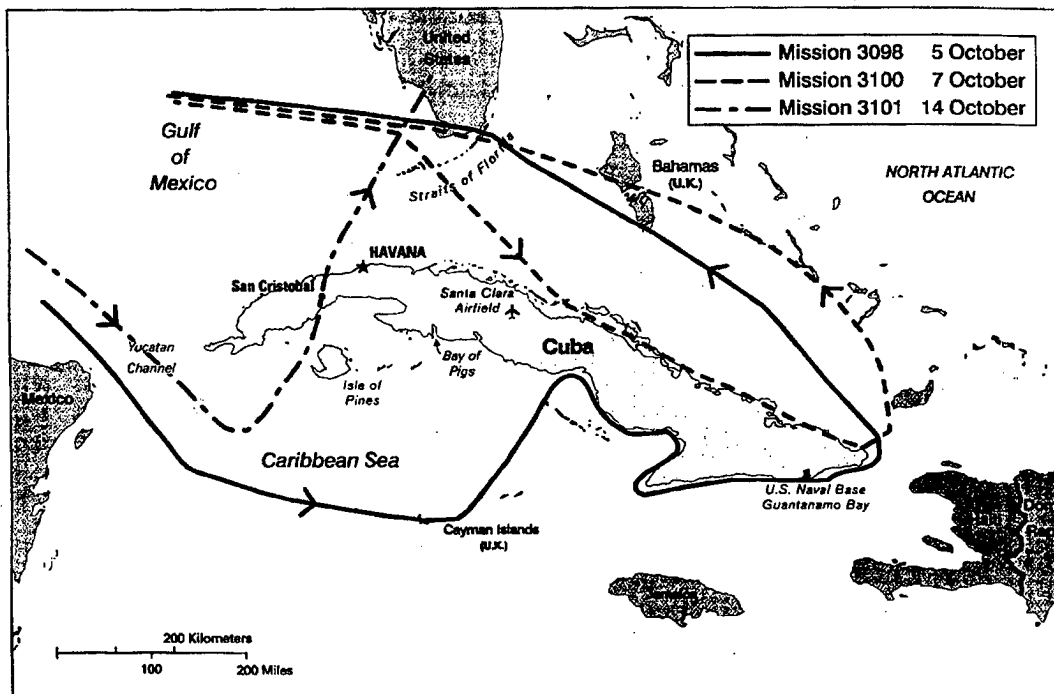 United
States
Mission 3098 5 October
Mission 3100 7 October
Mission 3101 14 October
Gulf
of
Mexico
Straits of Florida
Bahamas
(U.K.)
NORTH ATLANTIC
OCEAN
HAVANA
San Cristobal
Santa Clara
Airfield
Yucatan
Channel
Isle of
Pines
Bay of
Pigs
Cuba
Mexico
Caribbean Sea
Cayman Islands
(U.K.)
U.S. Naval Base
Guantanamo Bay
Jamaica
200 Kilometers
100 200 Miles